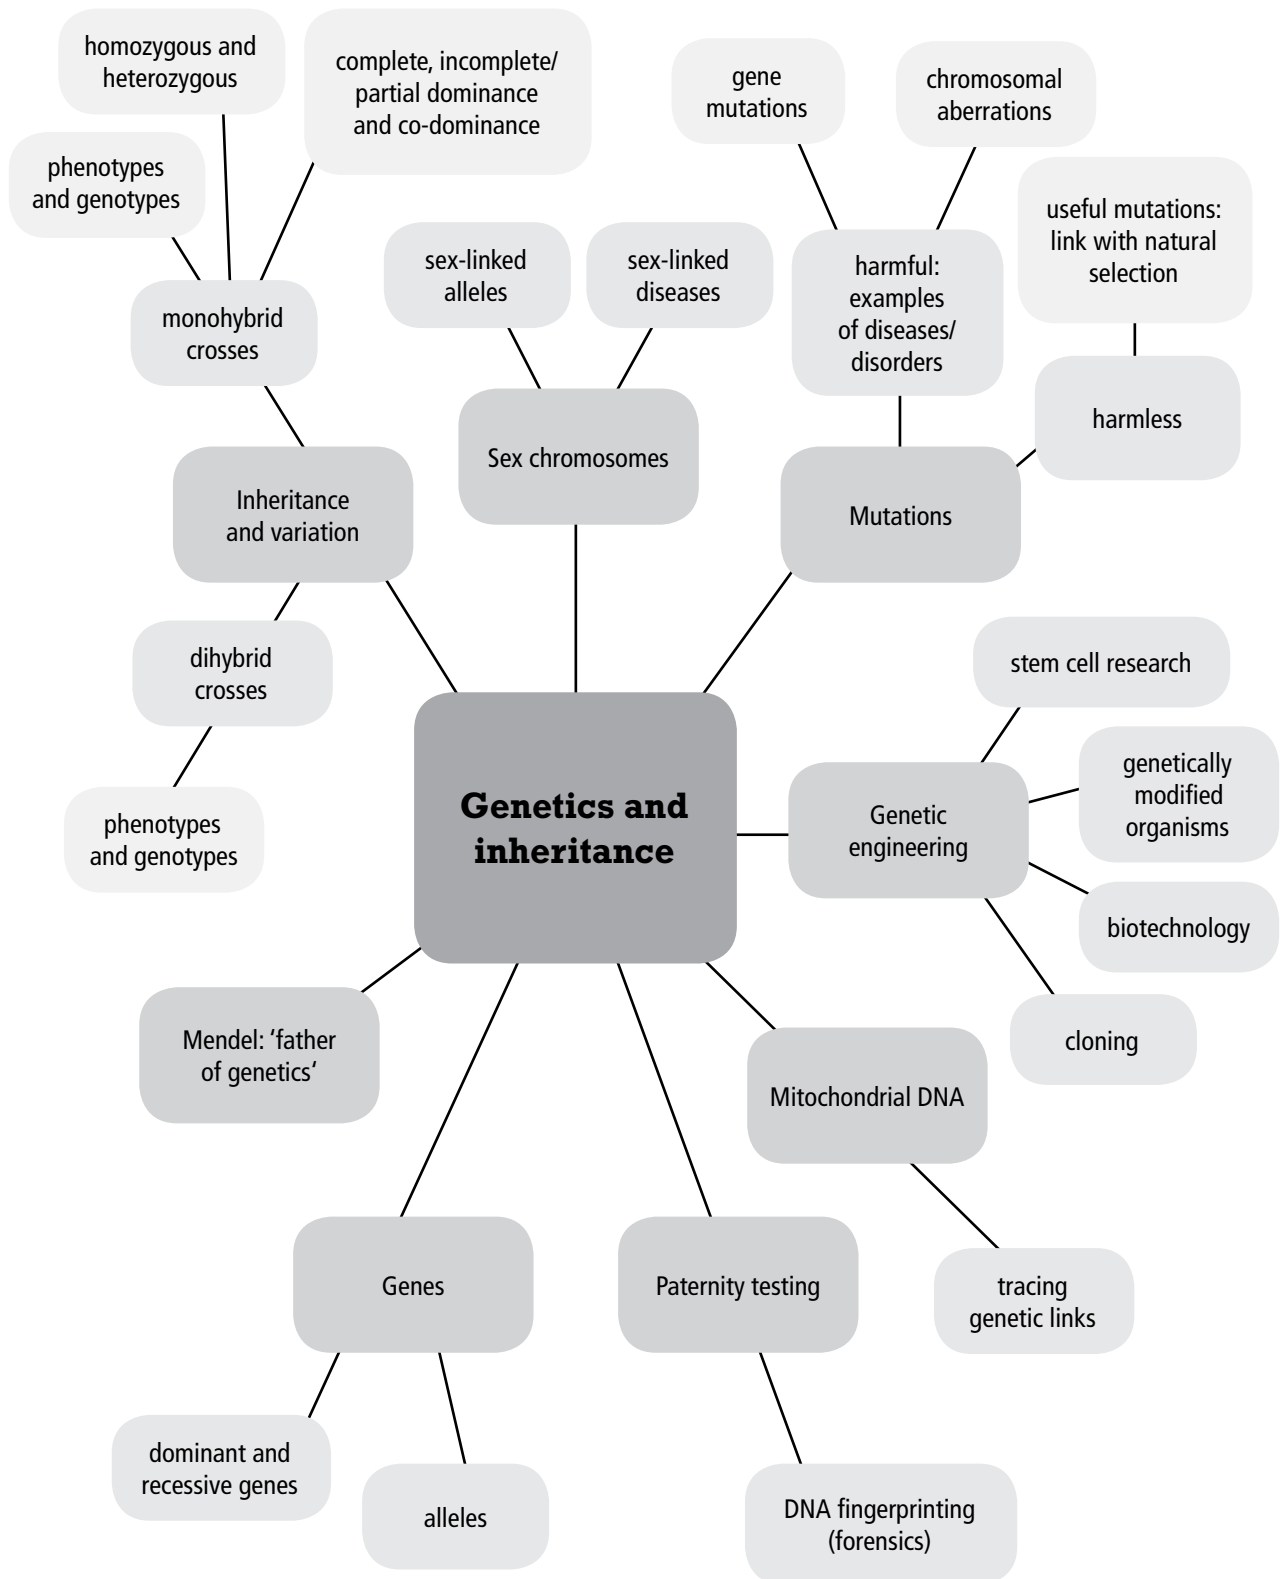 homozygous and
heterozygous
complete, incomplete/
partial dominance
and co-dominance
phenotypes
and genotypes
monohybrid
crosses
Inheritance
and variation
dihybrid
crosses
phenotypes
and genotypes
sex-linked
alleles
sex-linked
diseases
Sex chromosomes
gene
mutations
chromosomal
aberrations
harmful:
examples
of diseases/
disorders
useful mutations:
link with natural
selection
harmless
Mutations
Genetics and
inheritance
Genetic
engineering
stem cell research
genetically
modified
organisms
biotechnology
cloning
Mendel: ‘father
of genetics‘
Mitochondrial DNA
tracing
genetic links
Genes
dominant and
recessive genes
alleles
Paternity testing
DNA fingerprinting
(forensics)